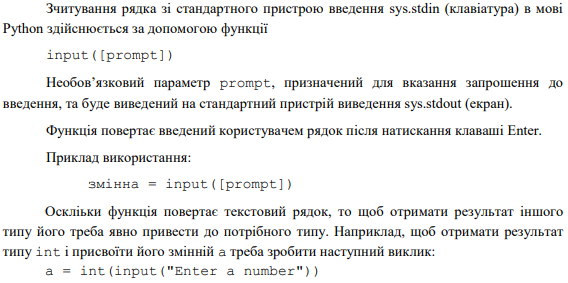 Зчитування рядка зі стандартного пристрою введення sys.stdin (клавіатура) в мові
Python здійснюється за допомогою функції
input([prompt])
Необов’язковий параметр prompt, призначений для вказання запрошення до
введення, та буде виведений на стандартний пристрій виведення sys.stdout (екран).
Функція повертає введений користувачем рядок після натискання клавіші Enter.
Приклад використання:
змінна = input([prompt])
Оскільки функція повертає текстовий рядок, то щоб отримати результат іншого
типу його треба явно привести до потрібного типу. Наприклад, щоб отримати результат
типу int і присвоїти його змінній a треба зробити наступний виклик:
a = int(input("Enter a number"))